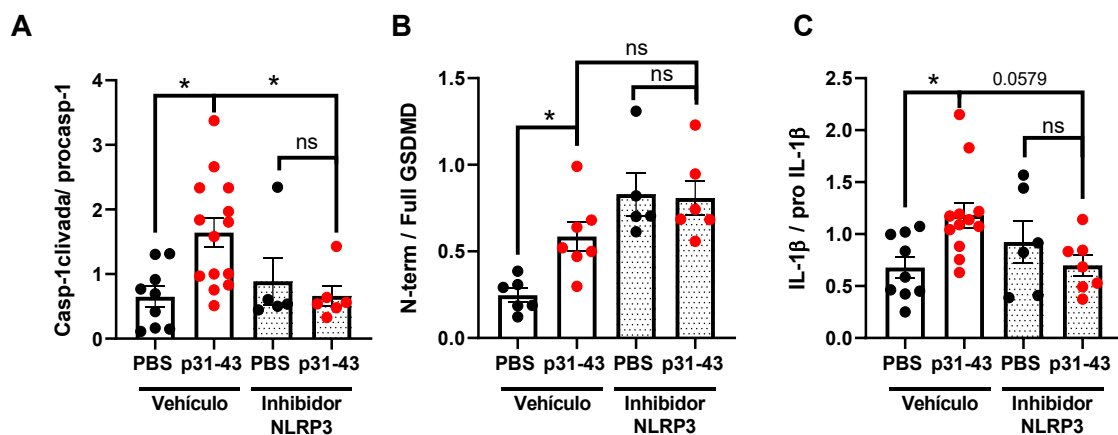 A
Casp-1clivada/ procasp-1
4
3
2
1
0
*
*
ns
PBS p31-43 PBS p31-43
Vehículo Inhibidor
NLRP3
B
N-term / Full GSDMD
1.5
1.0
0.5
0.0
ns
ns
*
PBS p31-43 PBS p31-43
Vehículo Inhibidor
NLRP3
C
IL-1β / pro IL-1β
2.5
2.0
1.5
1.0
0.5
0.0
*
0.0579
ns
PBS p31-43 PBS p31-43
Vehículo Inhibidor
NLRP3